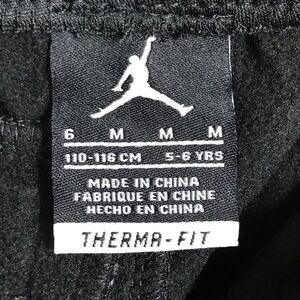 6 M M M
110-116 CM 5-6 YRS
MADE IN CHINA
FABRIQUE EN CHINE
HECHO EN CHINA
THERMA-FIT